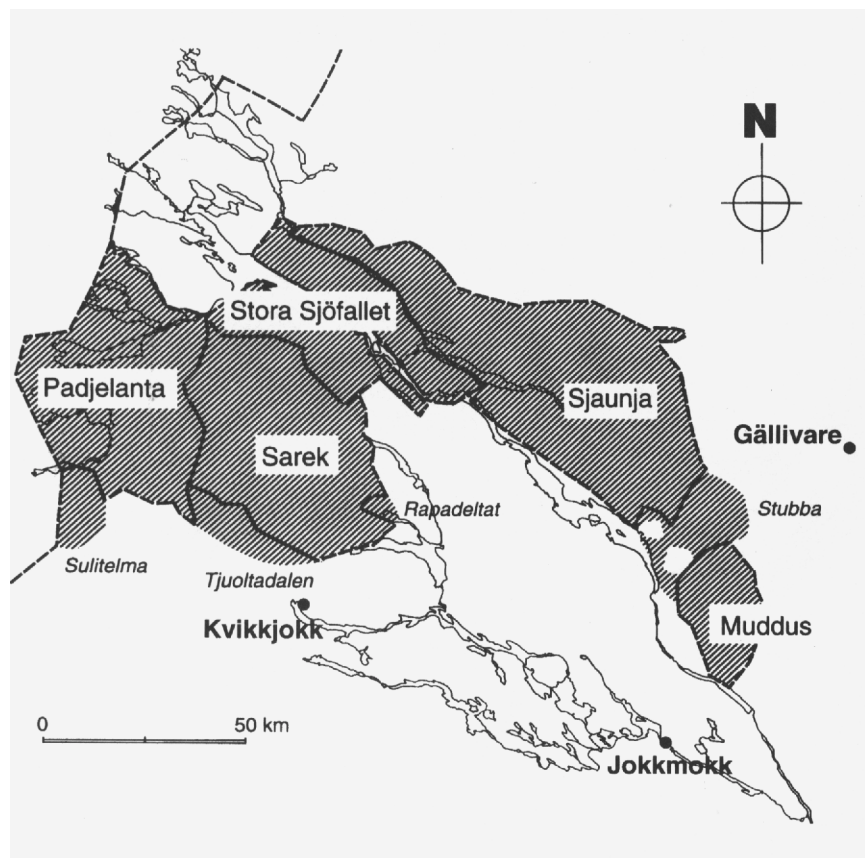 N
Stora Sjöfallet
Padjelanta
Sjaunja
Gällivare
Sarek
Rapadeltat
Stubba
Sulitelma
Tjuoltadalen
Kvikkjokk
Muddus
0
50 km
Jokkmokk